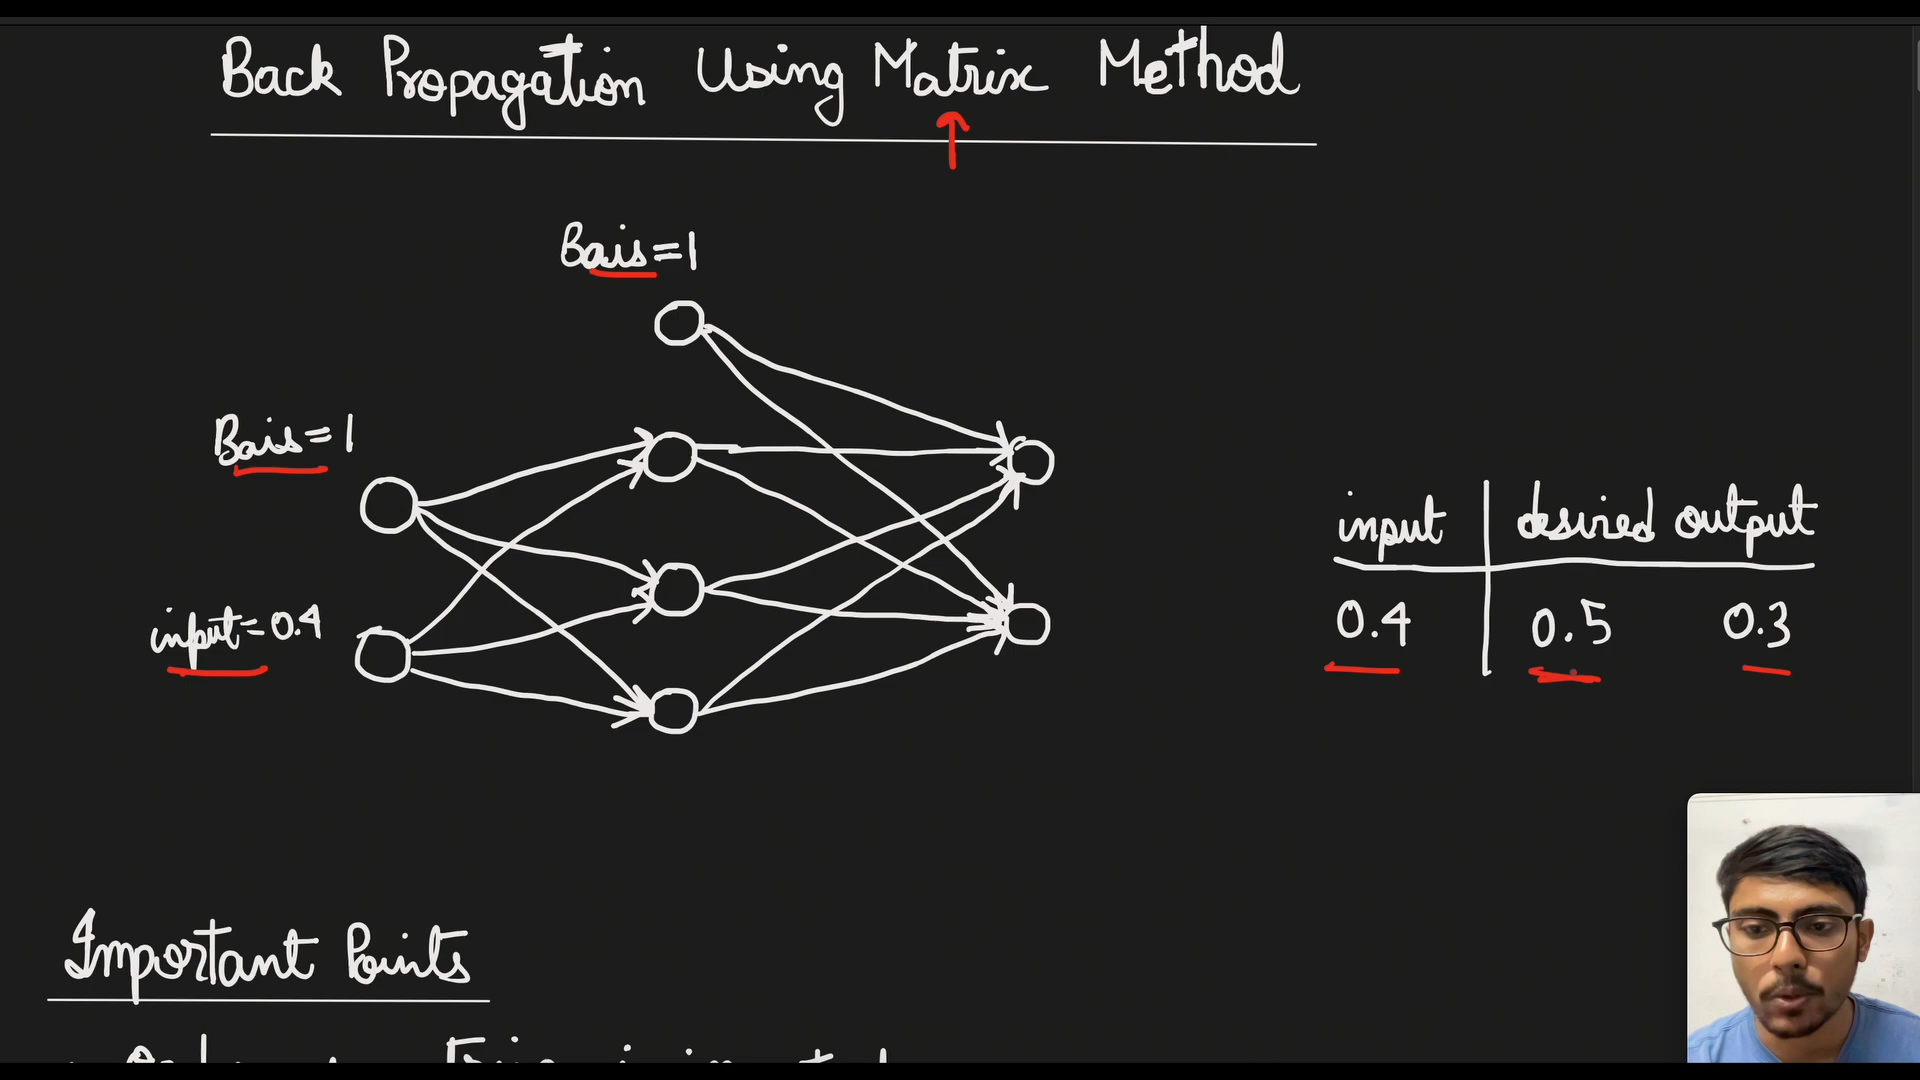 Back Propagation Using Matrix Method
Bais=1
Bais=1
input=0.4
input desired output
0.4 0.5 0.3
Important Points